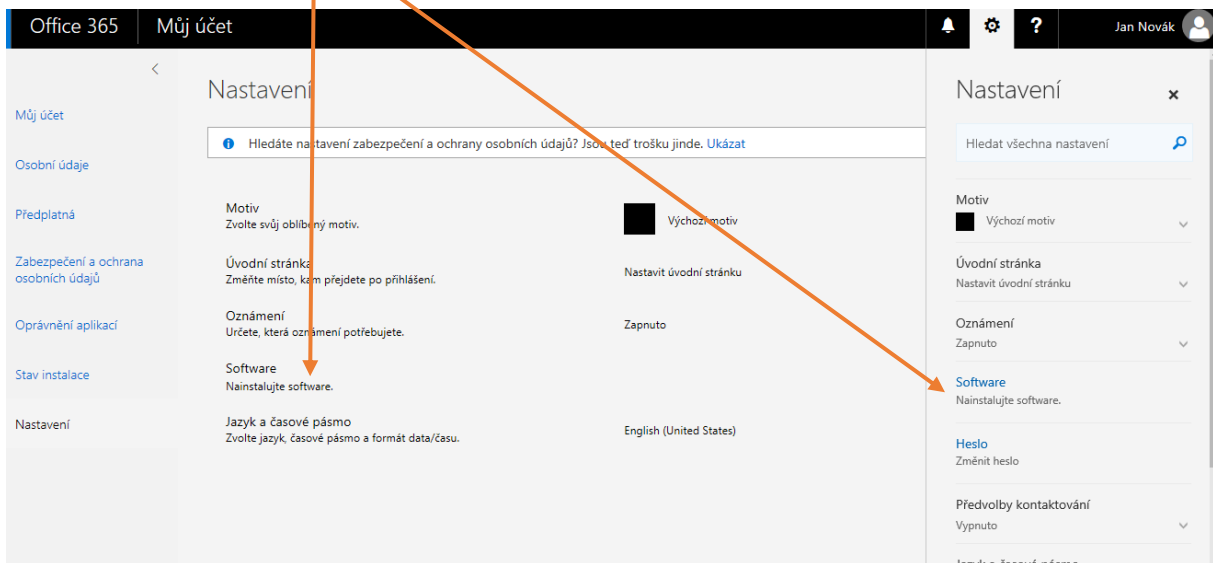 Office 365
Můj účet
?
Jan Novák
Můj účet
Osobní údaje
Předplatná
Zabezpečení a ochrana
osobních údajů
Oprávnění aplikací
Stav instalace
Nastavení
Nastavení
Hledáte nastavení zabezpečení a ochrany osobních údajů? Jsou teď trošku jinde. Ukázat
Motiv
Zvolte svůj oblíbený motiv.
Výchozí motiv
Úvodní stránka
Změňte místo, kam přejdete po přihlášení.
Nastavit úvodní stránku
Oznámení
Určete, která oznámení potřebujete.
Zapnuto
Software
Nainstalujte software.
Jazyk a časové pásmo
Zvolte jazyk, časové pásmo a formát data/času.
English (United States)
Nastavení
Hledat všechna nastavení
Motiv
Výchozí motiv
Úvodní stránka
Nastavit úvodní stránku
Oznámení
Zapnuto
Software
Nainstalujte software.
Heslo
Změnit heslo
Předvolby kontaktování
Vypnuto
Jazyk a časové pásmo